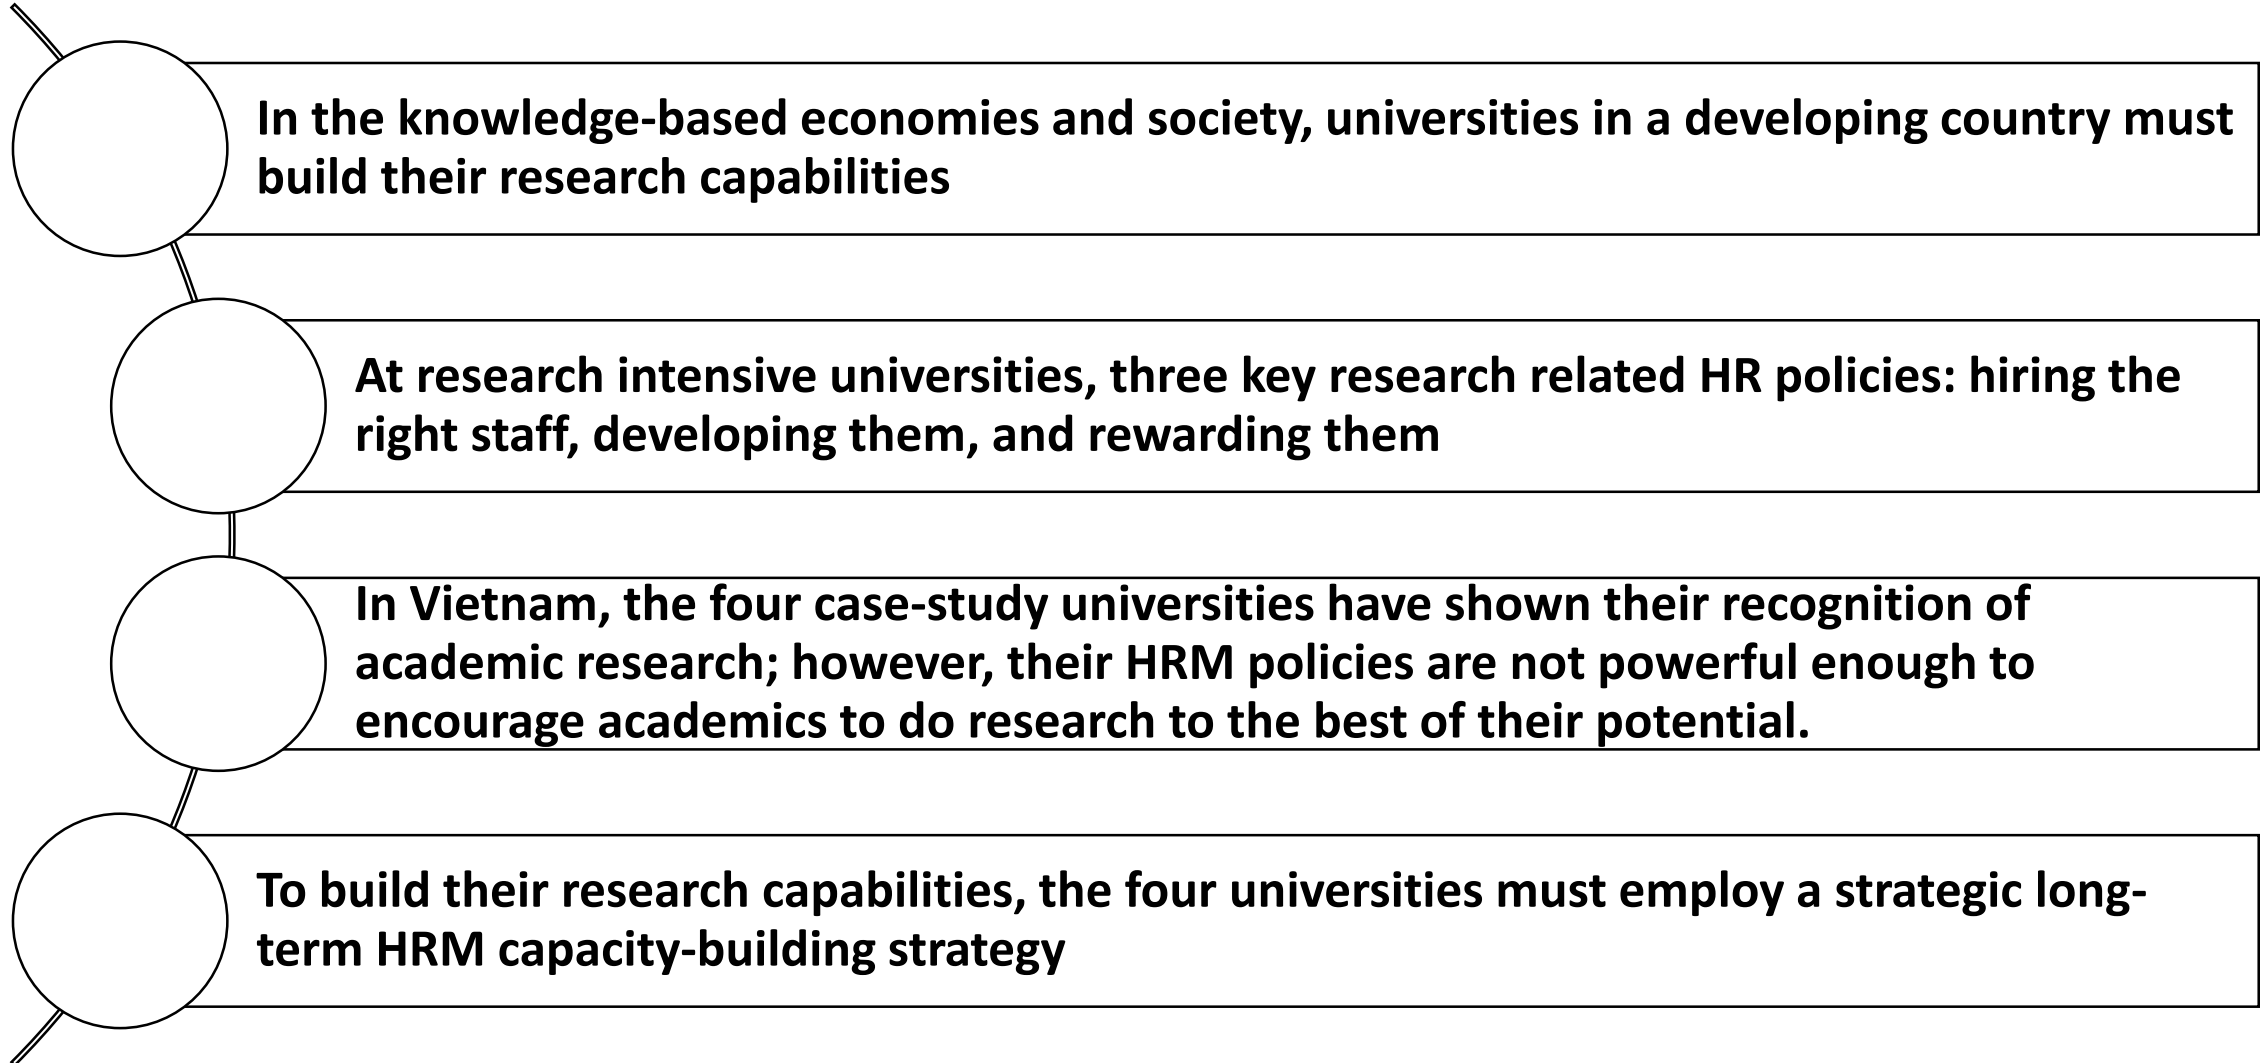 In the knowledge-based economies and society, universities in a developing country must
build their research capabilities
At research intensive universities, three key research related HR policies: hiring the
right staff, developing them, and rewarding them
In Vietnam, the four case-study universities have shown their recognition of
academic research; however, their HRM policies are not powerful enough to
encourage academics to do research to the best of their potential.
To build their research capabilities, the four universities must employ a strategic long-
term HRM capacity-building strategy